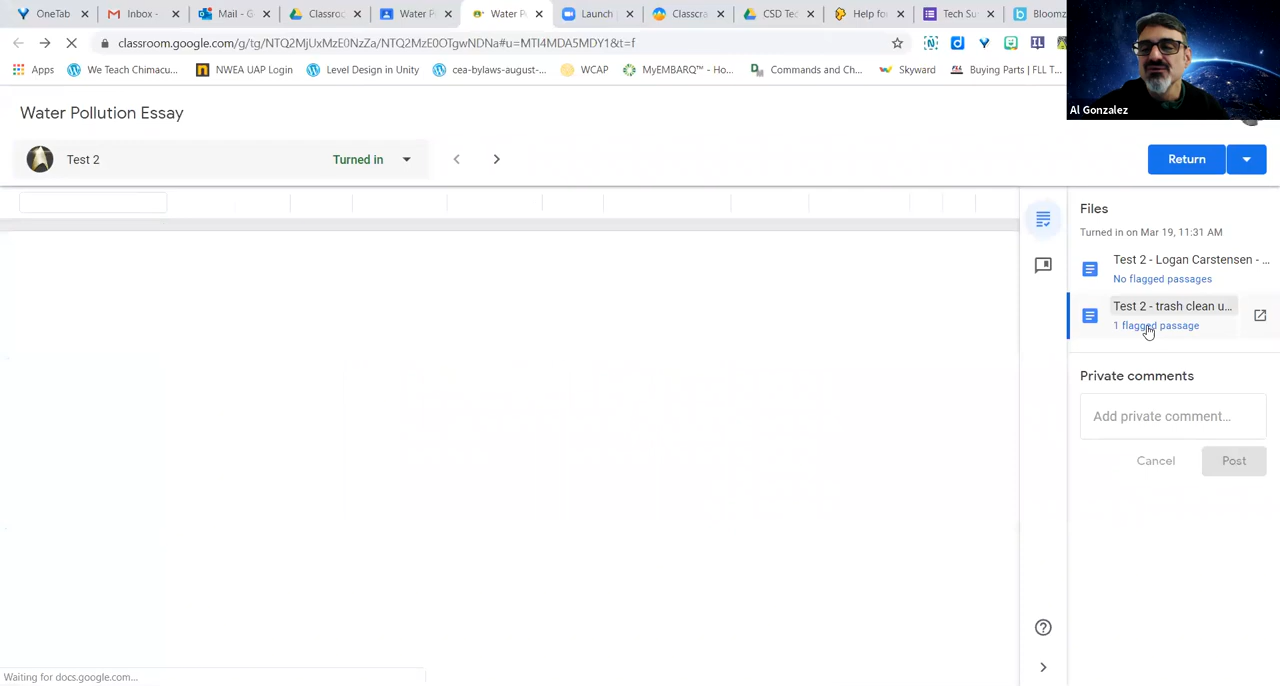 OneTab
Inbox -
Mail - G
Classroc
Water P
Water P
Launch
Classcra
CSD Tec
Help fo
Tech Su
Bloomz
classroom.google.com/g/tg/NTQ2MjUxMzE0NzZa/NTQ2MzE0OTgwNDNa#u=MTI4MDA5MDY1&t=f
Apps
We Teach Chimacu...
NWEA UAP Login
Level Design in Unity
cea-bylaws-august-...
WCAP
MyEMBARQ™ - Ho...
Commands and Ch...
Skyward
Buying Parts | FLL T...
Al Gonzalez
Water Pollution Essay
Test 2
Turned in
Return
Files
Turned in on Mar 19, 11:31 AM
Test 2 - Logan Carstensen - ...
No flagged passages
Test 2 - trash clean u...
1 flagged passage
Private comments
Add private comment...
Cancel
Post
Waiting for docs.google.com...